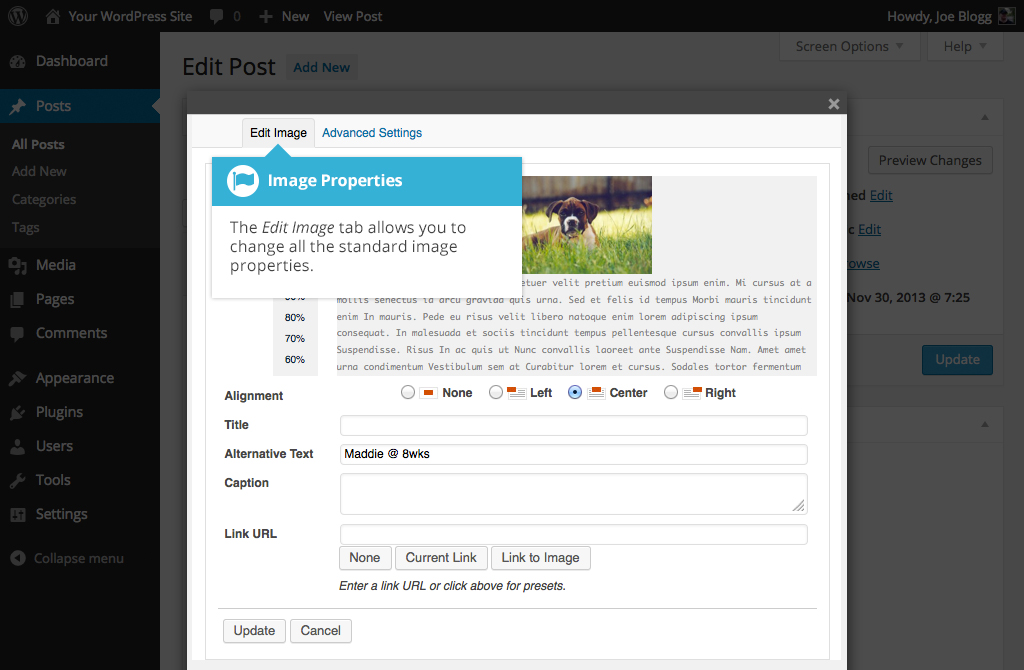 Your WordPress Site 0 New View Post Howdy, Joe Blogg
Dashboard
Posts
All Posts
Add New
Categories
Tags
Media
Pages
Comments
Appearance
Plugins
Users
Tools
Settings
Collapse menu
Edit Post Add New
Screen Options Help
Edit Image Advanced Settings
Image Properties
The Edit Image tab allows you to
change all the standard image
properties.
80%
70%
60%
etuer velit pretium euismod ipsum enim. Mi cursus at a
mollis senectus id arcu gravida quis urna. Sed et felis id tempus Morbi mauris tincidunt
enim In mauris. Pede eu risus velit libero natoque enim lorem adipiscing ipsum
consequat. In malesuada et sociis tincidunt tempus pellentesque cursus convallis ipsum
Suspendisse. Risus In ac quis ut Nunc convallis laoreet ante Suspendisse Nam. Amet amet
urna condimentum Vestibulum sem at Curabitur lorem et cursus. Sodales tortor fermentum
Alignment None Left Center Right
Title
Alternative Text Maddie @ 8wks
Caption
Link URL
None Current Link Link to Image
Enter a link URL or click above for presets.
Update Cancel
Preview Changes
ned Edit
c Edit
rowse
Nov 30, 2013 @ 7:25
Update